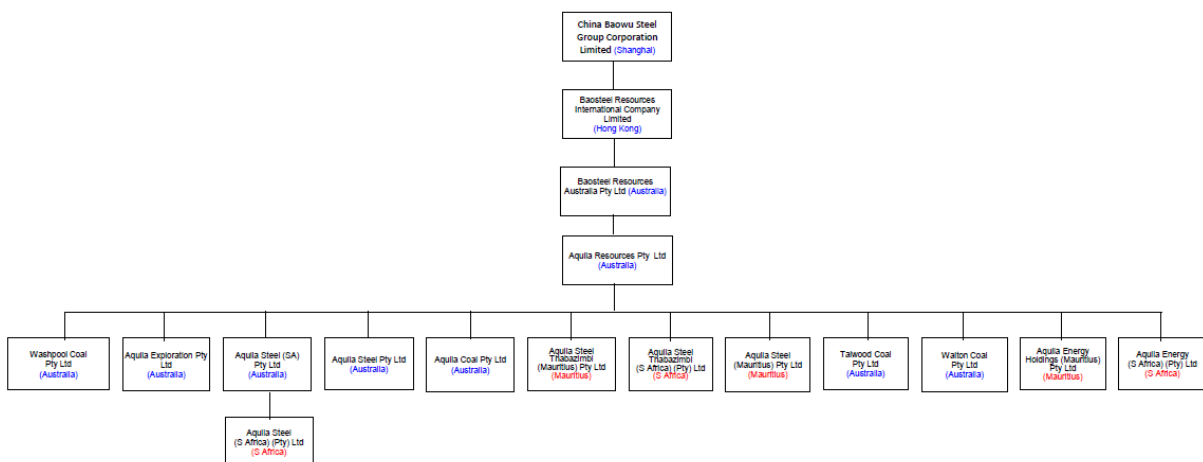 China Baowu Steel
Group Corporation
Limited (Shanghai)
Baosteel Resources
International Company
Limited
(Hong Kong)
Baosteel Resources
Australia Pty Ltd (Australia)
Aquila Resources Pty Ltd
(Australia)
Washpool Coal
Pty Ltd
(Australia)
Aquila Exploration Pty
Ltd
(Australia)
Aquila Steel (SA)
Pty Ltd
(Australia)
Aquila Steel Pty Ltd
(Australia)
Aquila Coal Pty Ltd
(Australia)
Aquila Steel
Thabazimbi
(Mauritius) Pty Ltd
(Mauritius)
Aquila Steel
Thabazimbi
(S Africa) (Pty) Ltd
(S Africa)
Aquila Steel
(Mauritius) Pty Ltd
(Mauritius)
Talwood Coal
Pty Ltd
(Australia)
Walton Coal
Pty Ltd
(Australia)
Aquila Energy
Holdings (Mauritius)
Pty Ltd
(Mauritius)
Aquila Energy
(S Africa) (Pty) Ltd
(S Africa)
Aquila Steel
(S Africa) (Pty) Ltd
(S Africa)